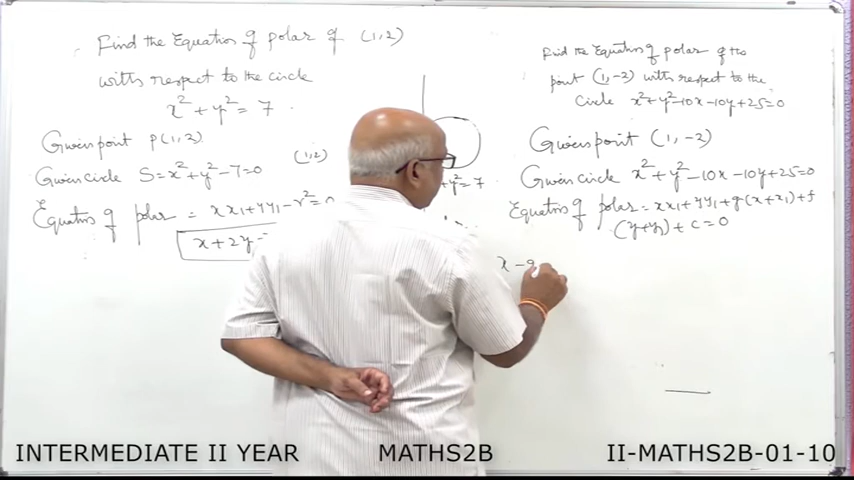 Find the Equation of polar of (1,2)
with respect to the circle
x² + y² = 7
Given point P(1,2)
Given circle S = x² + y² - 7 = 0
(1,2)
Equation of polar = xx₁ + yy₁ - r² = 0
x + 2y -
+ y² = 7
Find the Equation of polar of the
point (1,-2) with respect to the
circle x² + y² - 10x - 10y + 25 = 0
Given point (1, -2)
Given circle x² + y² - 10x - 10y + 25 = 0
Equation of polar = xx₁ + yy₁ + g(x + x₁) + f
(y + y₁) + c = 0
x -
INTERMEDIATE II YEAR
MATHS2B
II-MATHS2B-01-10